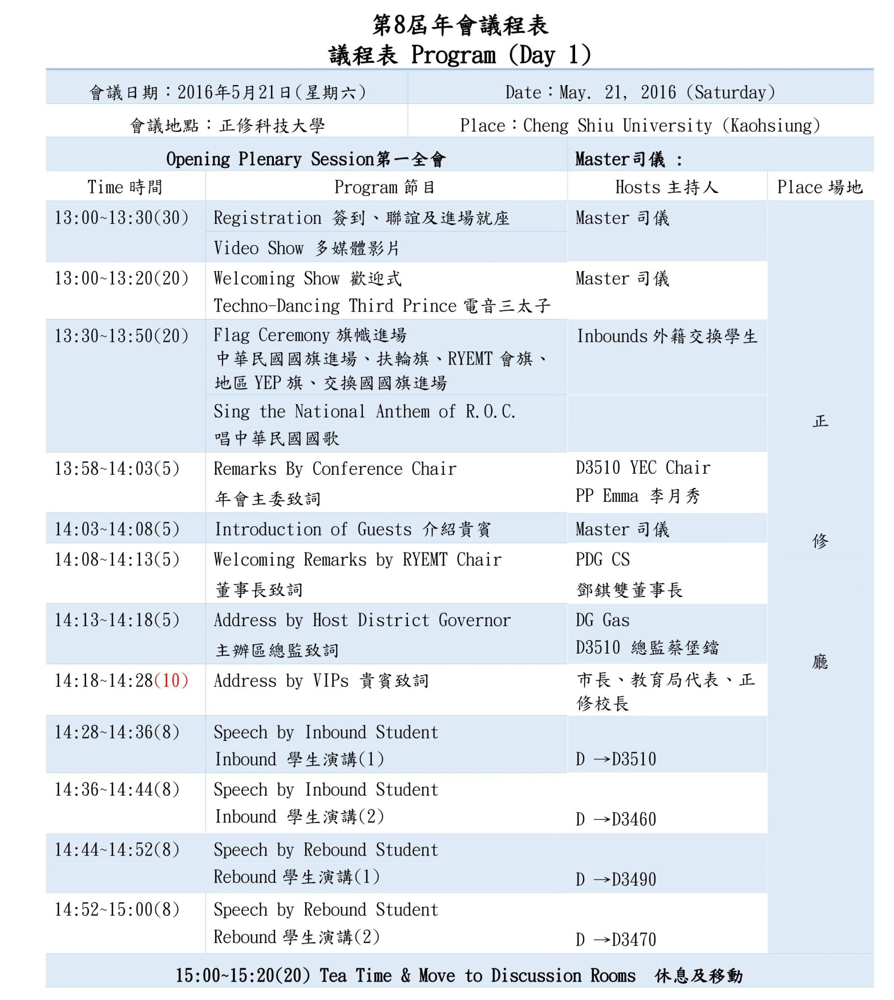 第8屆年會議程表
議程表 Program (Day 1)
會議日期：2016年5月21日(星期六)
Date：May. 21, 2016 (Saturday)
會議地點：正修科技大學
Place：Cheng Shiu University (Kaohsiung)
Opening Plenary Session第一全會
Master司儀 :
Time 時間
Program 節目
Hosts 主持人
Place 場地
13:00~13:30(30)
Registration 簽到、聯誼及進場就座
Master 司儀
Video Show 多媒體影片
13:00~13:20(20)
Welcoming Show 歡迎式
Master 司儀
Techno-Dancing Third Prince 電音三太子
13:30~13:50(20)
Flag Ceremony 旗幟進場
Inbounds 外籍交換學生
中華民國國旗進場、扶輪旗、RYEMT 會旗、
地區 YEP 旗、交換國國旗進場
Sing the National Anthem of R.O.C.
唱中華民國國歌
正
13:58~14:03(5)
Remarks By Conference Chair
年會主委致詞
D3510 YEC Chair
PP Emma 李月秀
14:03~14:08(5)
Introduction of Guests 介紹貴賓
Master 司儀
修
14:08~14:13(5)
Welcoming Remarks by RYEMT Chair
董事長致詞
PDG CS
鄧錤雙董事長
14:13~14:18(5)
Address by Host District Governor
主辦區總監致詞
DG Gas
D3510 總監蔡堡鐺
廳
14:18~14:28(10)
Address by VIPs 貴賓致詞
市長、教育局代表、正
修校長
14:28~14:36(8)
Speech by Inbound Student
Inbound 學生演講(1)
D →D3510
14:36~14:44(8)
Speech by Inbound Student
Inbound 學生演講(2)
D →D3460
14:44~14:52(8)
Speech by Rebound Student
Rebound 學生演講(1)
D →D3490
14:52~15:00(8)
Speech by Rebound Student
Rebound 學生演講(2)
D →D3470
15:00~15:20(20) Tea Time & Move to Discussion Rooms 休息及移動